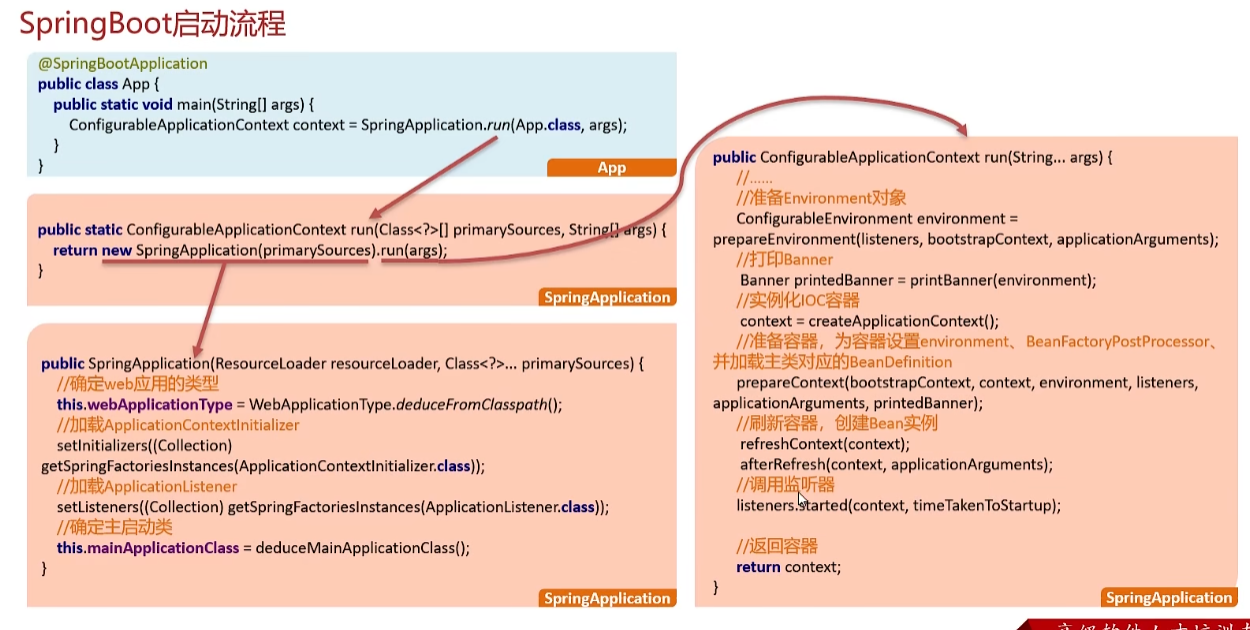 SpringBoot启动流程
@SpringBootApplication
public class App {
public static void main(String[] args) {
ConfigurableApplicationContext context = SpringApplication.run(App.class, args);
}
}
App
public static ConfigurableApplicationContext run(Class<?>[] primarySources, String[] args) {
return new SpringApplication(primarySources).run(args);
}
SpringApplication
public SpringApplication(ResourceLoader resourceLoader, Class<?>... primarySources) {
//确定web应用的类型
this.webApplicationType = WebApplicationType.deduceFromClasspath();
//加载ApplicationContextInitializer
setInitializers((Collection)
getSpringFactoriesInstances(ApplicationContextInitializer.class));
//加载ApplicationListener
setListeners((Collection) getSpringFactoriesInstances(ApplicationListener.class));
//确定主启动类
this.mainApplicationClass = deduceMainApplicationClass();
}
SpringApplication
public ConfigurableApplicationContext run(String... args) {
//......
//准备Environment对象
ConfigurableEnvironment environment =
prepareEnvironment(listeners, bootstrapContext, applicationArguments);
//打印Banner
Banner printedBanner = printBanner(environment);
//实例化IOC容器
context = createApplicationContext();
//准备容器，为容器设置environment、BeanFactoryPostProcessor、
并加载主类对应的BeanDefinition
prepareContext(bootstrapContext, context, environment, listeners,
applicationArguments, printedBanner);
//刷新容器，创建Bean实例
refreshContext(context);
afterRefresh(context, applicationArguments);
//调用监听器
listeners.started(context, timeTakenToStartup);
//返回容器
return context;
}
SpringApplication